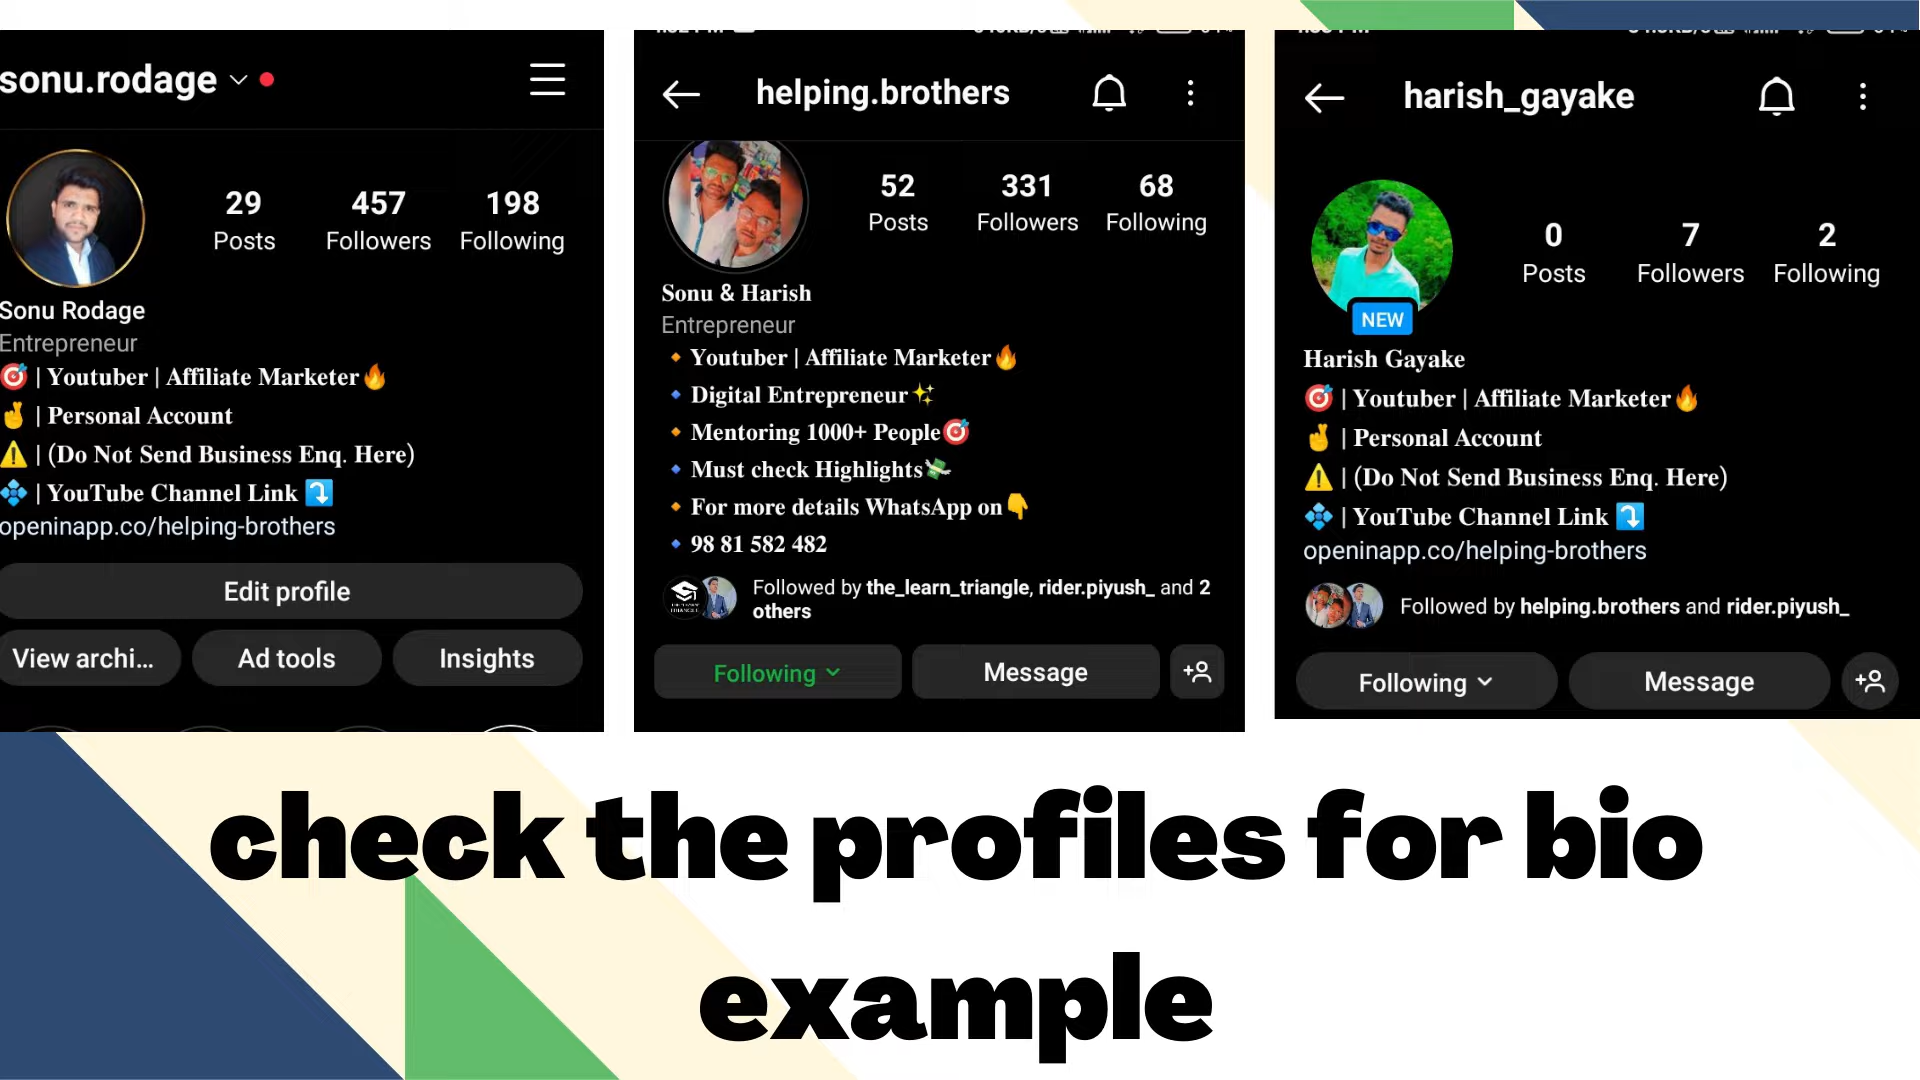 sonu.rodage
29 457 198
Posts Followers Following
Sonu Rodage
Entrepreneur
🎯 | Youtuber | Affiliate Marketer🔥
🤞 | Personal Account
⚠️ | (Do Not Send Business Enq. Here)
💠 | YouTube Channel Link ⤵️
openinapp.co/helping-brothers
Edit profile
View archi... Ad tools Insights
helping.brothers
52 331 68
Posts Followers Following
Sonu & Harish
Entrepreneur
🔸Youtuber | Affiliate Marketer🔥
🔹Digital Entrepreneur✨
🔸Mentoring 1000+ People🎯
🔹Must check Highlights💸
🔸For more details WhatsApp on👇
🔹98 81 582 482
Followed by the_learn_triangle, rider.piyush_ and 2
others
Following Message
harish_gayake
0 7 2
Posts Followers Following
NEW
Harish Gayake
🎯 | Youtuber | Affiliate Marketer🔥
🤞 | Personal Account
⚠️ | (Do Not Send Business Enq. Here)
💠 | YouTube Channel Link ⤵️
openinapp.co/helping-brothers
Followed by helping.brothers and rider.piyush_
Following Message
check the profiles for bio
example